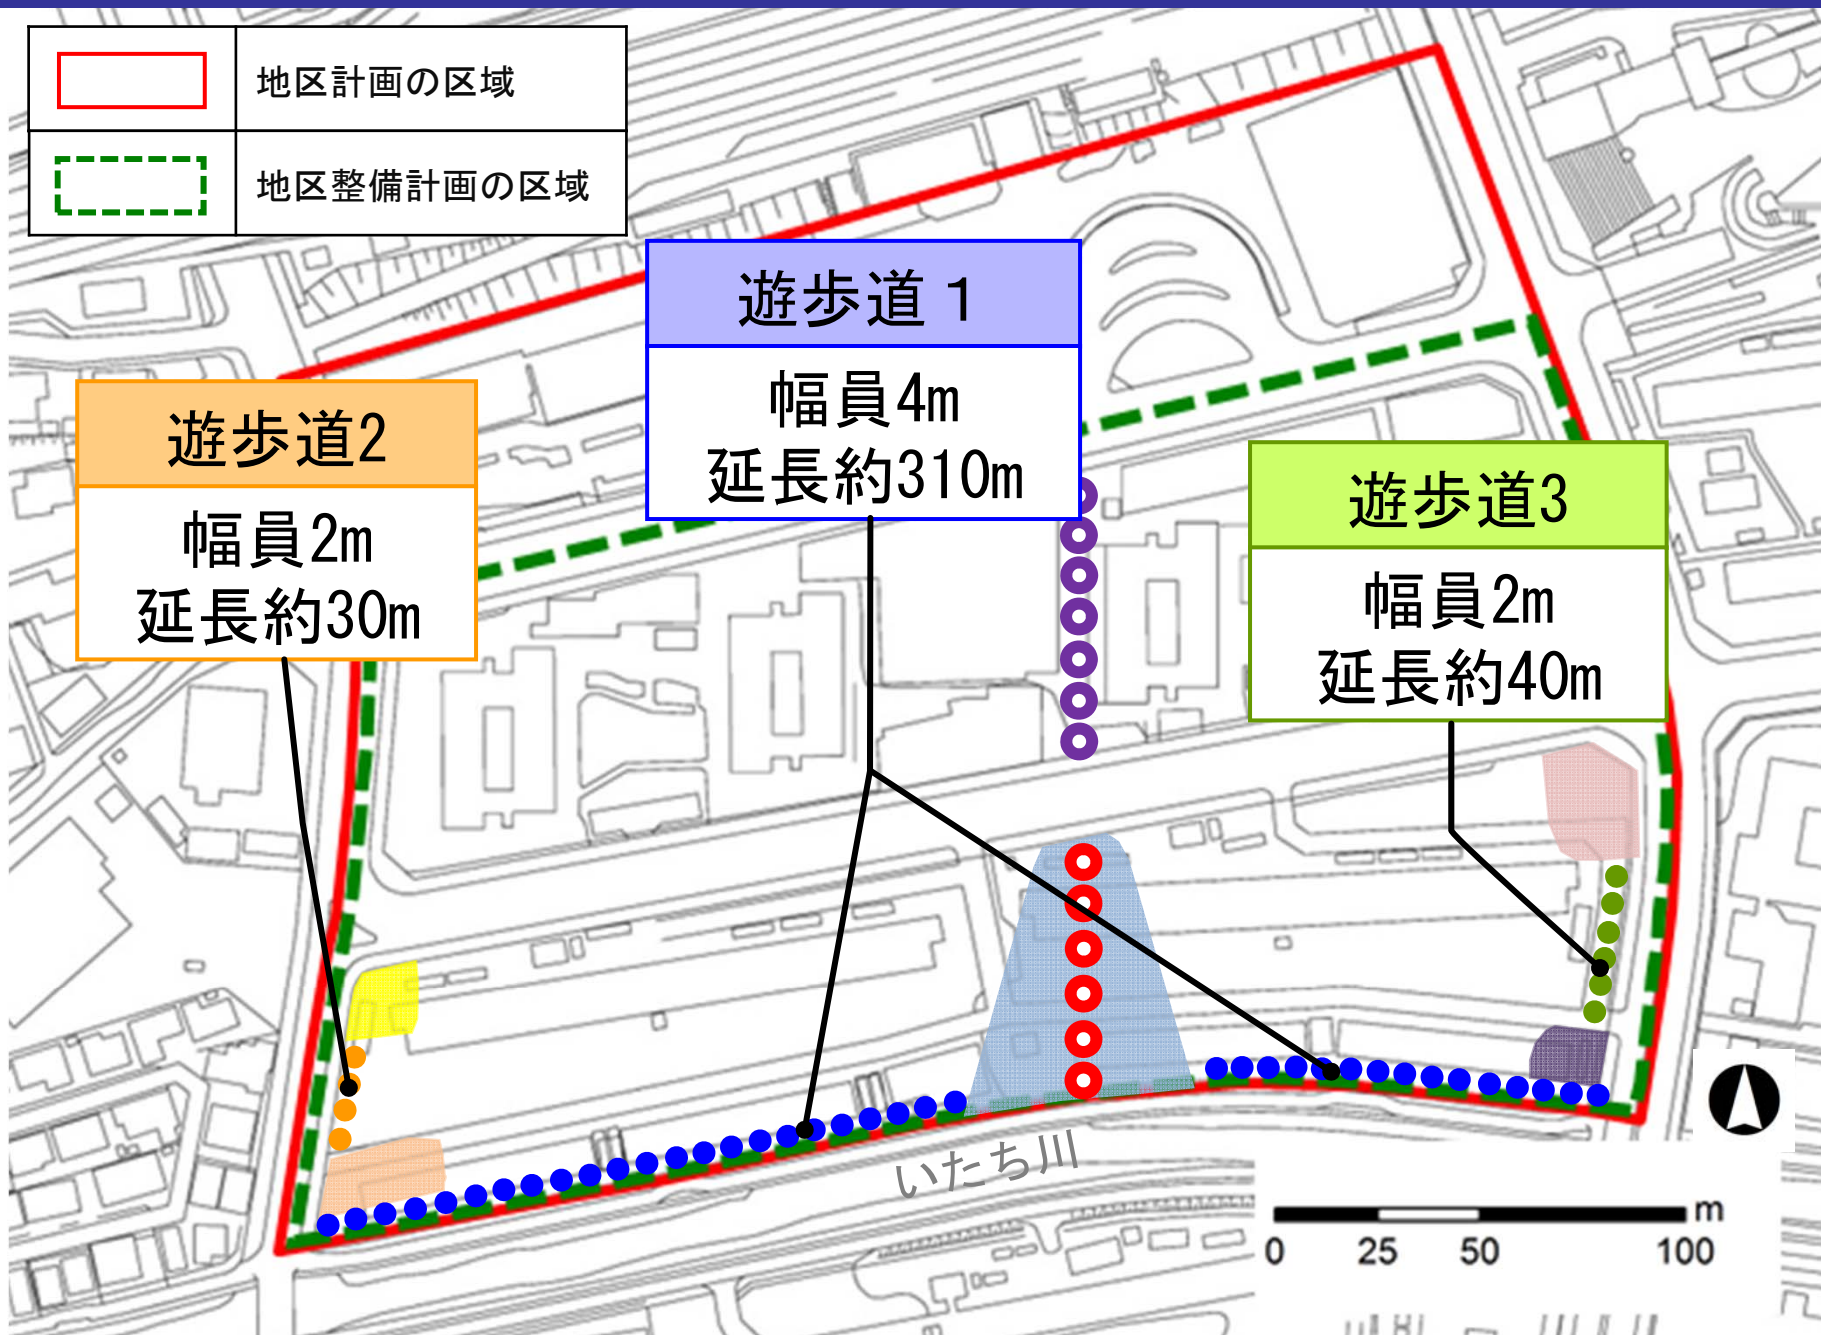 地区計画の区域
地区整備計画の区域
遊歩道１
幅員4m
延長約310m
遊歩道2
幅員2m
延長約30m
遊歩道3
幅員2m
延長約40m
いたち川
m
0 25 50 100